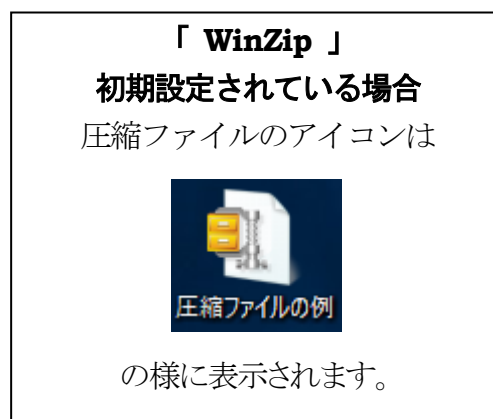 「 WinZip 」
初期設定されている場合
圧縮ファイルのアイコンは
圧縮ファイルの例
の様に表示されます。